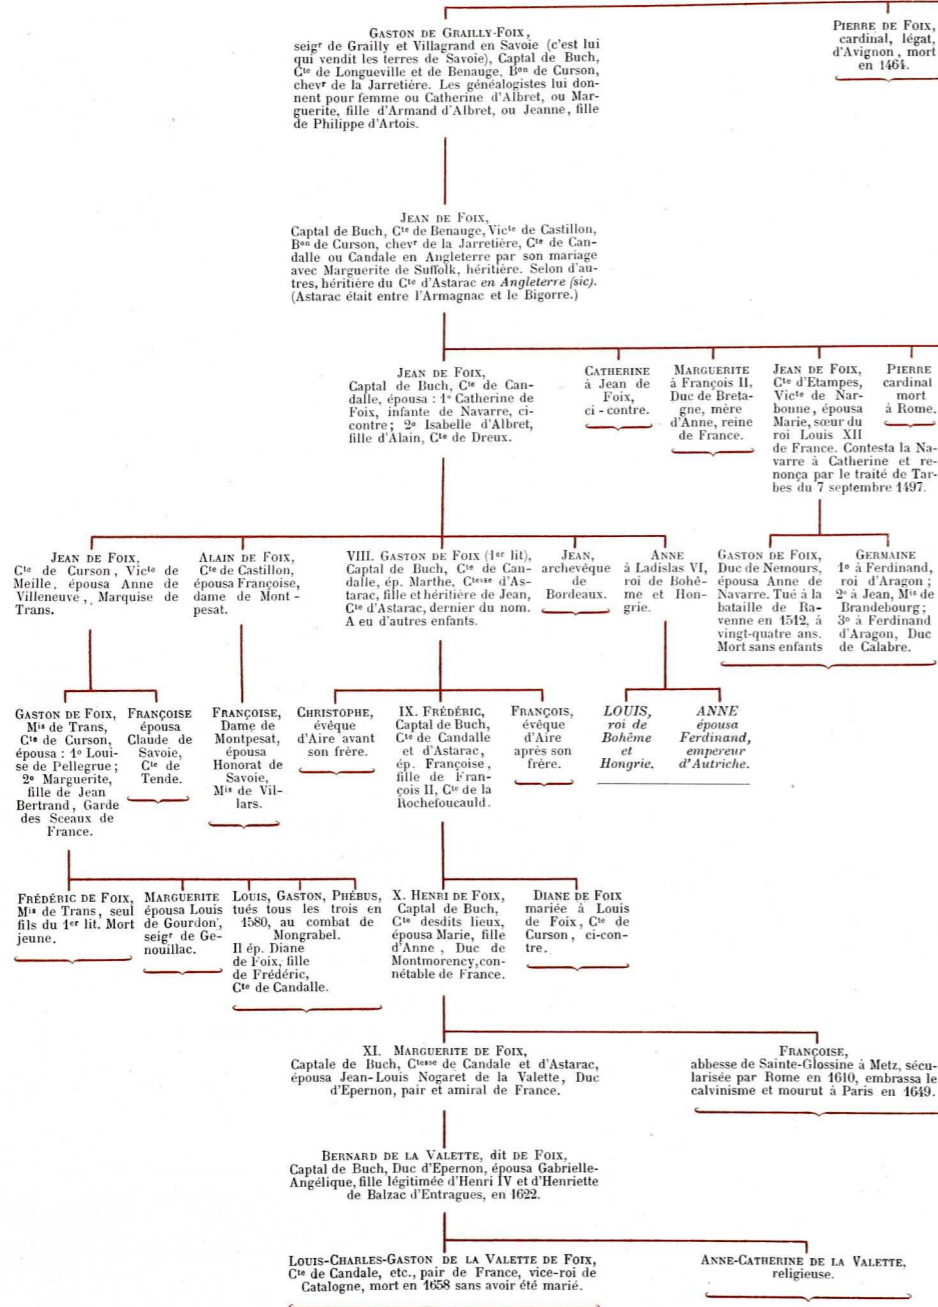 GASTON DE GRAILLY-FOIX,
seigr de Grailly et Villagrand en Savoie (c'est lui
qui vendit les terres de Savoie), Captal de Buch,
Cte de Longueville et de Benauge, Bon de Curson,
chevr de la Jarretière. Les généalogistes lui don-
nent pour femme ou Catherine d'Albret, ou Mar-
guerite, fille d'Armand d'Albret, ou Jeanne, fille
de Philippe d'Artois.
PIERRE DE FOIX,
cardinal, légat,
d'Avignon, mort
en 1464.
JEAN DE FOIX,
Captal de Buch, Cte de Benauge, Victe de Castillon,
Bon de Curson, chevr de la Jarretière, Cte de Can-
dalle ou Candale en Angleterre par son mariage
avec Marguerite de Suffolk, héritière. Selon d'au-
tres, héritière du Cte d'Astarac en Angleterre (sic).
(Astarac était entre l'Armagnac et le Bigorre.)
JEAN DE FOIX,
Captal de Buch, Cte de Can-
dalle, épousa : 1º Catherine de
Foix, infante de Navarre, ci-
contre; 2º Isabelle d'Albret,
fille d'Alain, Cte de Dreux.
CATHERINE
à Jean de
Foix,
ci-contre.
MARGUERITE
à François II,
Duc de Breta-
gne, mère
d'Anne, reine
de France.
JEAN DE FOIX,
Cte d'Etampes,
Victe de Nar-
bonne, épousa
Marie, sœur du
roi Louis XII
de France. Contesta la Na-
varre à Catherine et re-
nonça par le traité de Tar-
bes du 7 septembre 1497.
PIERRE
cardinal
mort
à Rome.
JEAN DE FOIX,
Cte de Curson, Victe de
Meille, épousa Anne de
Villeneuve, Marquise de
Trans.
ALAIN DE FOIX,
Cte de Castillon,
épousa Françoise,
dame de Mont-
pesat.
VIII. GASTON DE FOIX (1er lit),
Captal de Buch, Cte de Can-
dalle, ép. Marthe, Ctesse d'As-
tarac, fille et héritière de Jean,
Cte d'Astarac, dernier du nom.
A eu d'autres enfants.
JEAN,
archevêque
de
Bordeaux.
ANNE
à Ladislas VI,
roi de Bohê-
me et Hon-
grie.
GASTON DE FOIX,
Duc de Nemours,
épousa Anne de
Navarre. Tué à la
bataille de Ra-
venne en 1512, à
vingt-quatre ans.
Mort sans enfants
GERMAINE
1º à Ferdinand,
roi d'Aragon;
2º à Jean, Mis de
Brandebourg;
3º à Ferdinand
d'Aragon, Duc
de Calabre.
GASTON DE FOIX,
Mis de Trans,
Cte de Curson,
épousa : 1º Loui-
se de Pellegrue;
2º Marguerite,
fille de Jean
Bertrand, Garde
des Sceaux de
France.
FRANÇOISE
épousa
Claude de
Savoie,
Cte de
Tende.
FRANÇOISE,
Dame de
Montpesat,
épousa
Honorat de
Savoie,
Mis de Vil-
lars.
CHRISTOPHE,
évêque
d'Aire avant
son frère.
IX. FRÉDÉRIC,
Captal de Buch,
Cte de Candalle
et d'Astarac,
ép. Françoise,
fille de Fran-
çois II, Cte de la
Rochefoucauld.
FRANÇOIS,
évêque
d'Aire
après son
frère.
LOUIS,
roi de
Bohême
et
Hongrie.
ANNE
épousa
Ferdinand,
empereur
d'Autriche.
FRÉDÉRIC DE FOIX,
Mis de Trans, seul
fils du 1er lit. Mort
jeune.
MARGUERITE
épousa Louis
de Gourdon,
seigr de Ge-
nouillac.
LOUIS, GASTON, PHÉBUS,
tués tous les trois en
1580, au combat de
Mongrabel.
Il ép. Diane
de Foix, fille
de Frédéric,
Cte de Candalle.
X. HENRI DE FOIX,
Captal de Buch,
Cte desdits lieux,
épousa Marie, fille
d'Anne, Duc de
Montmorency, con-
nétable de France.
DIANE DE FOIX
mariée à Louis
de Foix, Cte de
Curson, ci-con-
tre.
XI. MARGUERITE DE FOIX,
Captale de Buch, Ctesse de Candale et d'Astarac,
épousa Jean-Louis Nogaret de la Valette, Duc
d'Epernon, pair et amiral de France.
FRANÇOISE,
abbesse de Sainte-Glossine à Metz, sécu-
larisée par Rome en 1610, embrassa le
calvinisme et mourut à Paris en 1649.
BERNARD DE LA VALETTE, dit DE FOIX,
Captal de Buch, Duc d'Epernon, épousa Gabrielle-
Angélique, fille légitimée d'Henri IV et d'Henriette
de Balzac d'Entragues, en 1622.
LOUIS-CHARLES-GASTON DE LA VALETTE DE FOIX,
Cte de Candale, etc., pair de France, vice-roi de
Catalogne, mort en 1658 sans avoir été marié.
ANNE-CATHERINE DE LA VALETTE,
religieuse.